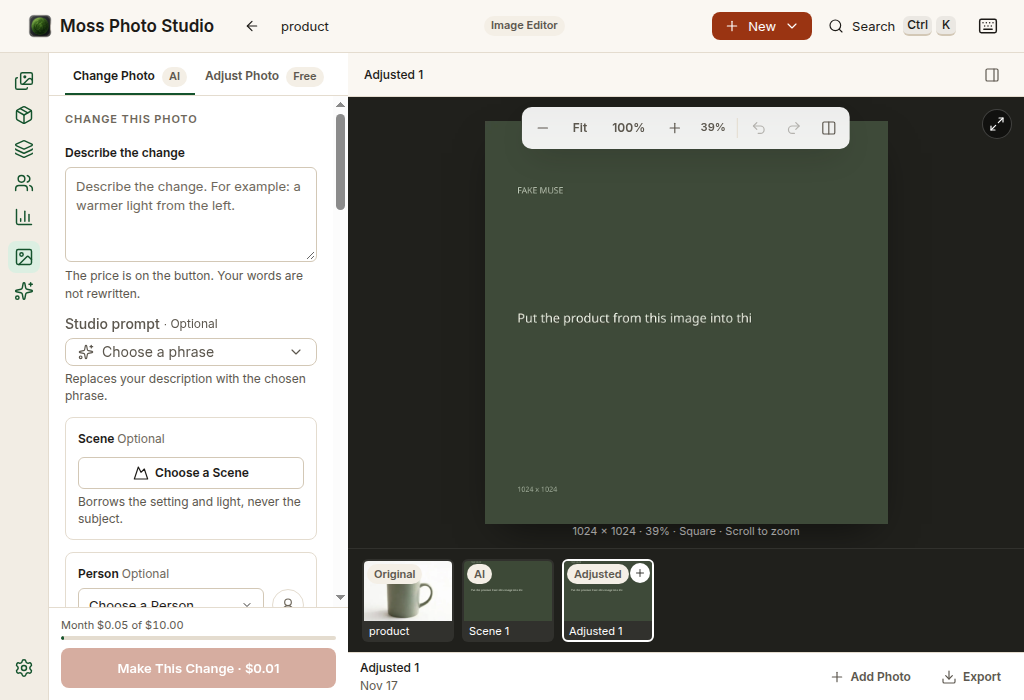 Moss Photo Studio
product
Image Editor
New
Search
Ctrl
K
Change Photo
AI
Adjust Photo
Free
Adjusted 1
CHANGE THIS PHOTO
Describe the change
Describe the change. For example: a
warmer light from the left.
The price is on the button. Your words are
not rewritten.
Studio prompt · Optional
Choose a phrase
Replaces your description with the chosen
phrase.
Scene Optional
Choose a Scene
Borrows the setting and light, never the
subject.
Person Optional
Choose a Person
Month $0.05 of $10.00
Make This Change · $0.01
Fit
100%
39%
FAKE MUSE
Put the product from this image into thi
1024 x 1024
1024 × 1024 · 39% · Square · Scroll to zoom
Original
product
AI
Scene 1
Adjusted
Adjusted 1
Adjusted 1
Nov 17
Add Photo
Export